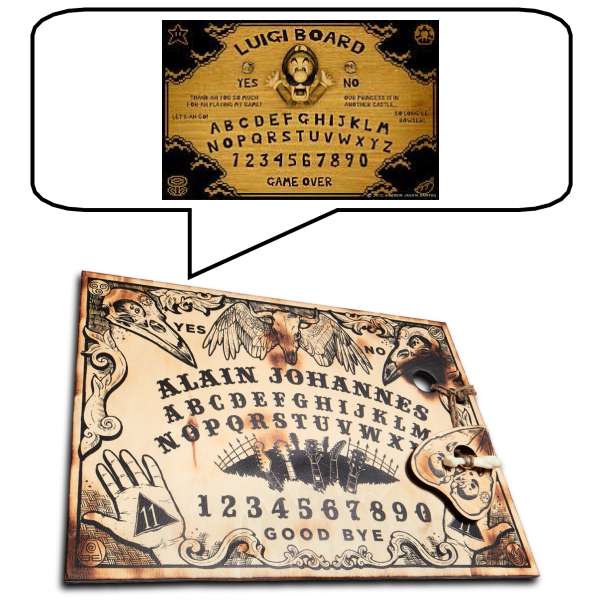 LUIGI BOARD
YES NO
THANK YOU SO MUCH
FOR PLAYING MY GAME!
OUR PRINCESS IS IN
ANOTHER CASTLE...
LET'S-AH GO!
SO LONG
BOWSER!
ABCDEFGHIJKLM
NOPQRSTUVWXYZ
1234567890
GAME OVER
YES
NO
ALAIN JOHANNES
ABCDEFGHIJKLM
NOPQRSTUVWXYZ
11
1234567890
11
GOOD BYE